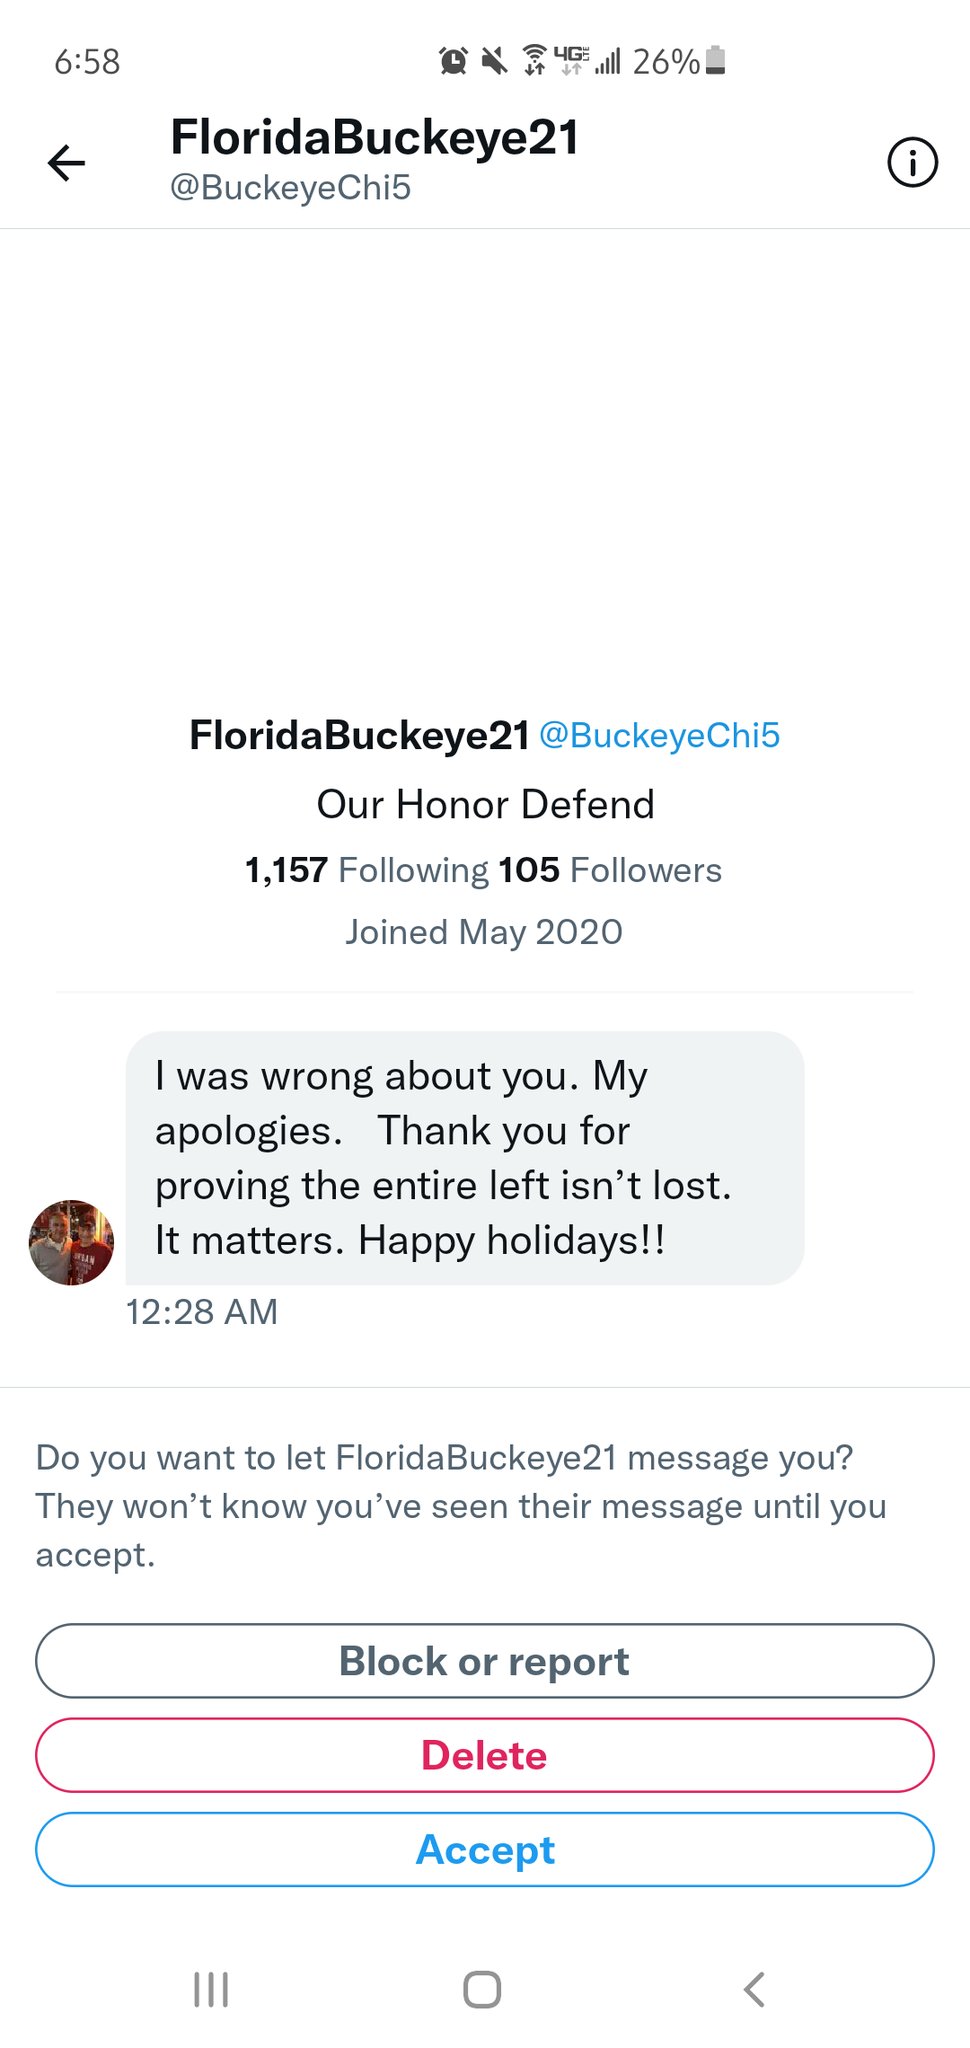 6:58
4G LTE 26%
FloridaBuckeye21
@BuckeyeChi5
FloridaBuckeye21 @BuckeyeChi5
Our Honor Defend
1,157 Following 105 Followers
Joined May 2020
I was wrong about you. My
apologies.   Thank you for
proving the entire left isn’t lost.
It matters. Happy holidays!!
12:28 AM
Do you want to let FloridaBuckeye21 message you?
They won’t know you’ve seen their message until you
accept.
Block or report
Delete
Accept